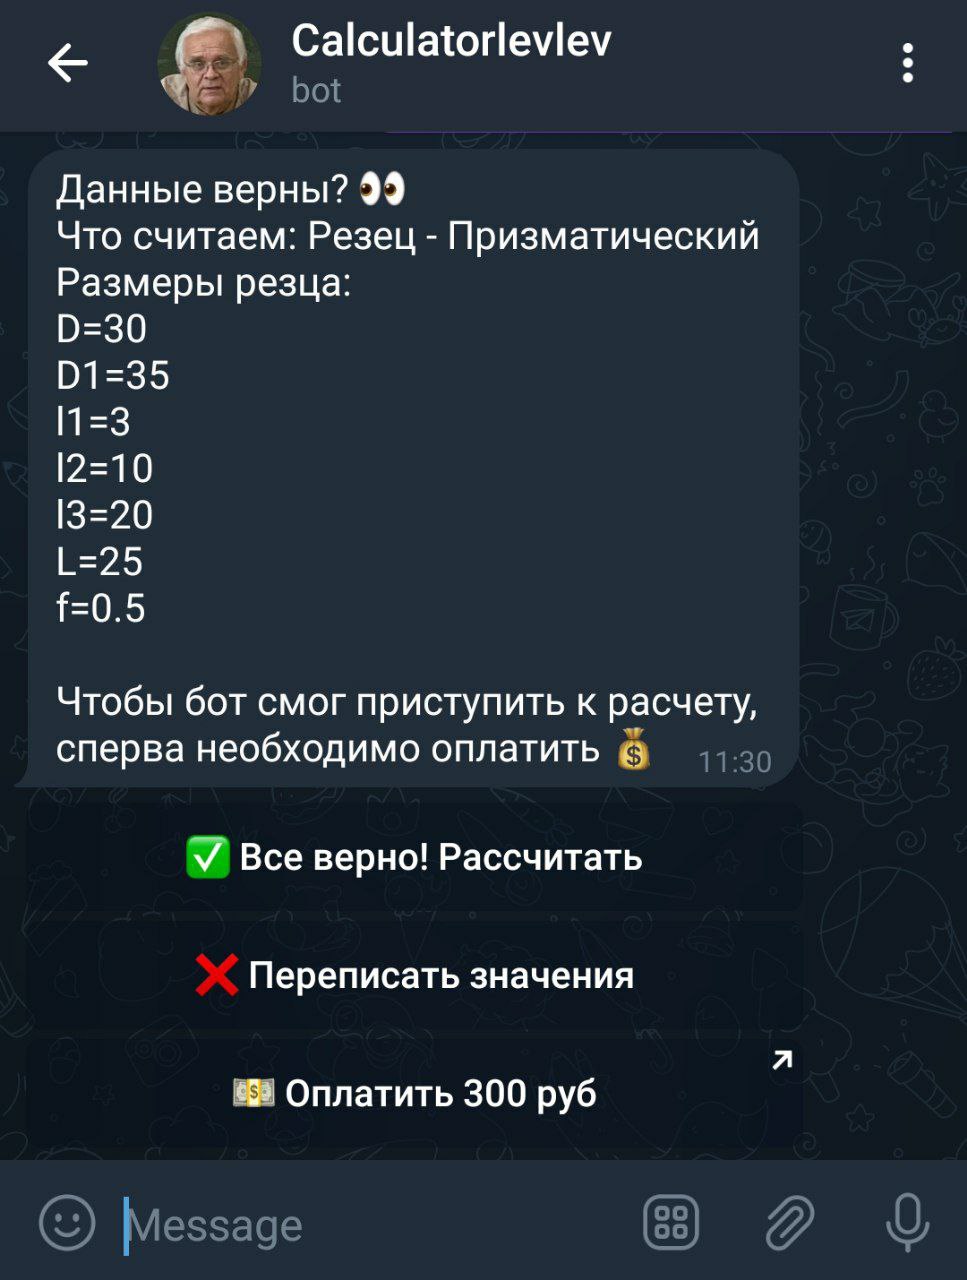 Calculatorlevlev
bot
Данные верны? 👀
Что считаем: Резец - Призматический
Размеры резца:
D=30
D1=35
l1=3
l2=10
l3=20
L=25
f=0.5
Чтобы бот смог приступить к расчету,
сперва необходимо оплатить 💰 11:30
✅ Все верно! Рассчитать
❌ Переписать значения
💵 Оплатить 300 руб
Message